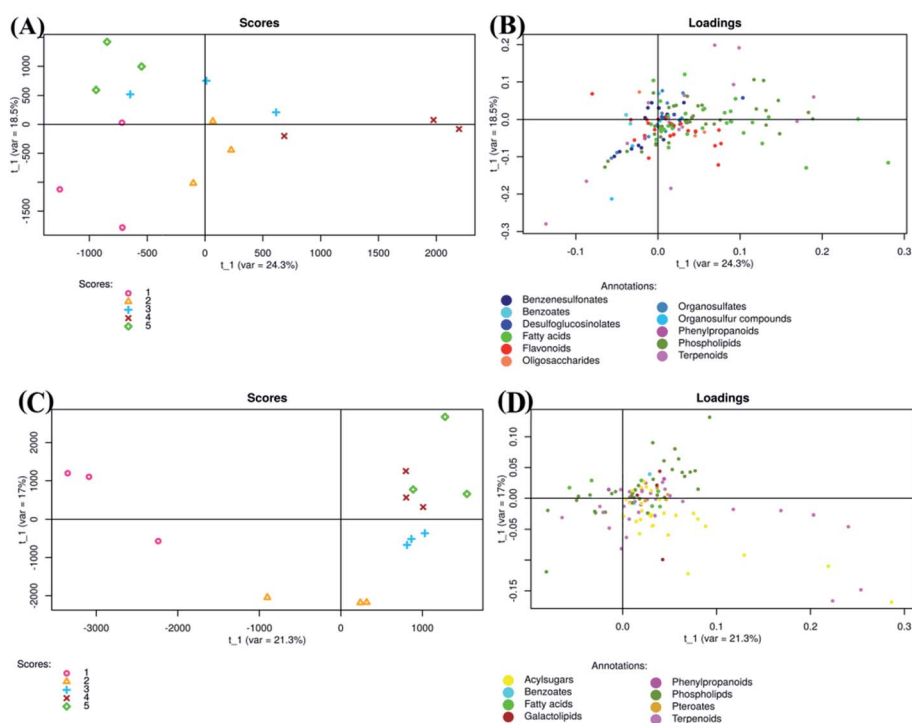 (A)
Scores
t_1 (var = 18.5%)
1000
500
0
-500
-1500
-1000
-500
0
500
1000
1500
2000
t_1 (var = 24.3%)
Scores:
1
2
3
4
5
(B)
Loadings
t_1 (var = 18.5%)
0.2
0.1
0.0
-0.1
-0.2
-0.3
-0.1
0.0
0.1
0.2
0.3
t_1 (var = 24.3%)
Annotations:
Benzenesulfonates
Benzoates
Desulfoglucosinolates
Fatty acids
Flavonoids
Oligosaccharides
Organosulfates
Organosulfur compounds
Phenylpropanoids
Phospholipids
Terpenoids
(C)
Scores
t_1 (var = 17%)
2000
1000
0
-1000
-2000
-3000
-2000
-1000
0
1000
t_1 (var = 21.3%)
Scores:
1
2
3
4
5
(D)
Loadings
t_1 (var = 17%)
0.10
0.05
0.00
-0.05
-0.15
0.0
0.1
0.2
0.3
t_1 (var = 21.3%)
Annotations:
Acylsugars
Benzoates
Fatty acids
Galactolipids
Phenylpropanoids
Phospholipds
Pteroates
Terpenoids